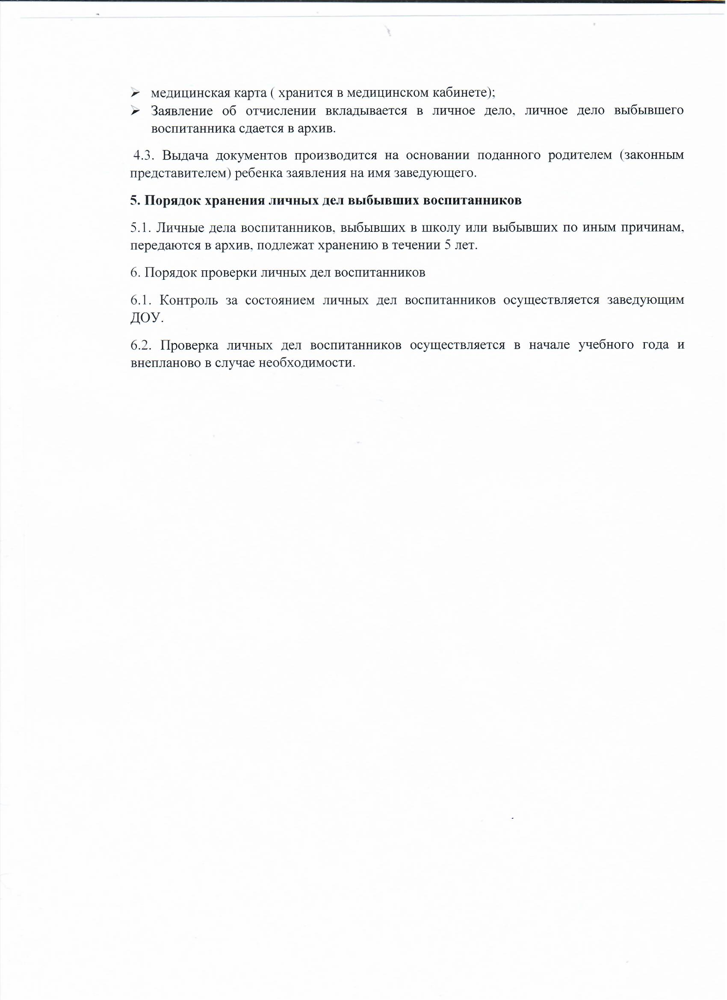 ➢ медицинская карта ( хранится в медицинском кабинете);
➢ Заявление об отчислении вкладывается в личное дело, личное дело выбывшего
воспитанника сдается в архив.
4.3. Выдача документов производится на основании поданного родителем (законным
представителем) ребенка заявления на имя заведующего.
5. Порядок хранения личных дел выбывших воспитанников
5.1. Личные дела воспитанников, выбывших в школу или выбывших по иным причинам,
передаются в архив, подлежат хранению в течении 5 лет.
6. Порядок проверки личных дел воспитанников
6.1. Контроль за состоянием личных дел воспитанников осуществляется заведующим
ДОУ.
6.2. Проверка личных дел воспитанников осуществляется в начале учебного года и
внепланово в случае необходимости.